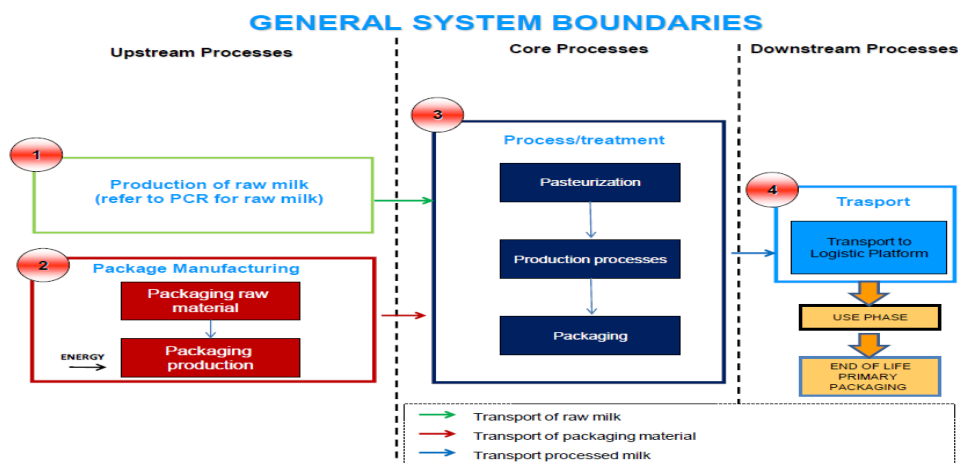 GENERAL SYSTEM BOUNDARIES
Upstream Processes
Core Processes
Downstream Processes
1
Production of raw milk
(refer to PCR for raw milk)
2
Package Manufacturing
Packaging raw
material
ENERGY
Packaging
production
3
Process/treatment
Pasteurization
Production processes
Packaging
4
Trasport
Transport to
Logistic Platform
USE PHASE
END OF LIFE
PRIMARY
PACKAGING
Transport of raw milk
Transport of packaging material
Transport processed milk